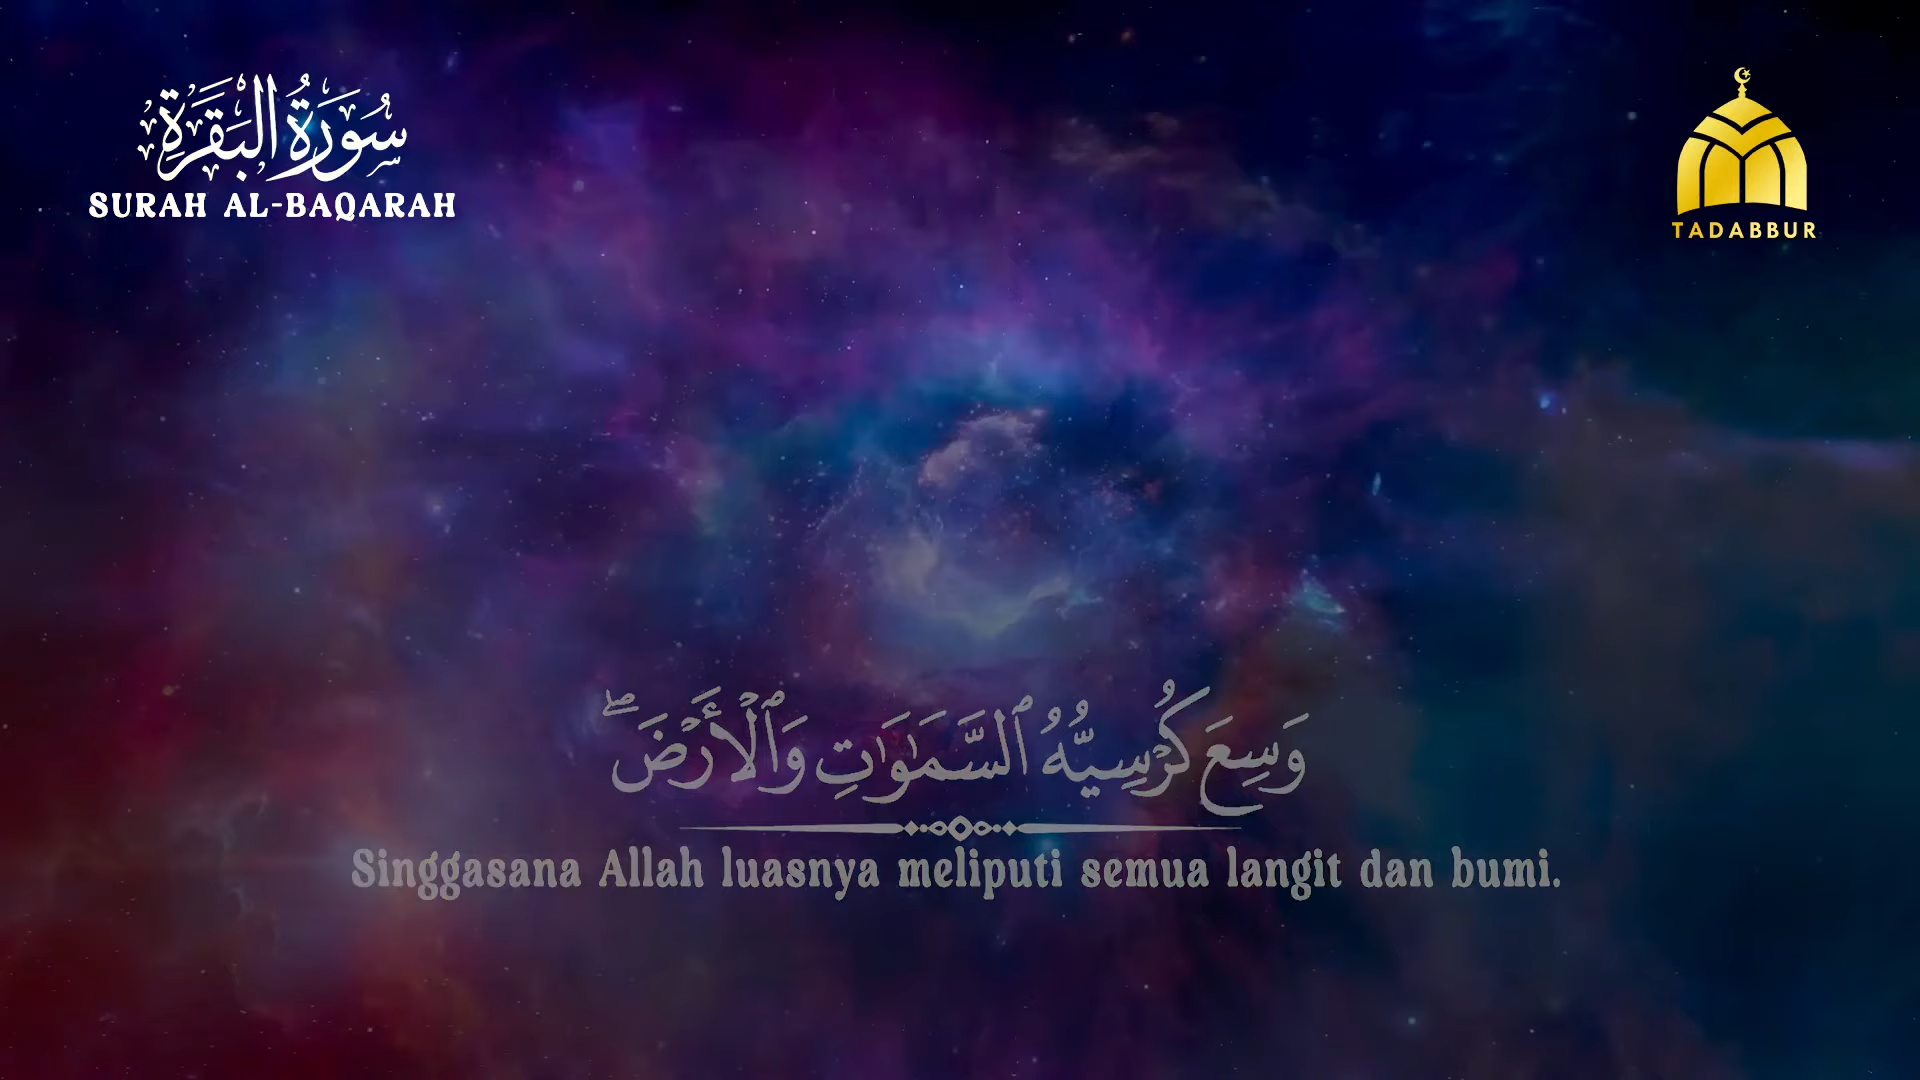 سُورَةُ البَقَرَةِ
SURAH AL-BAQARAH
TADABBUR
وَسِعَ كُرْسِيُّهُ ٱلسَّمَٰوَٰتِ وَٱلْأَرْضَ ۖ
Singgasana Allah luasnya meliputi semua langit dan bumi.